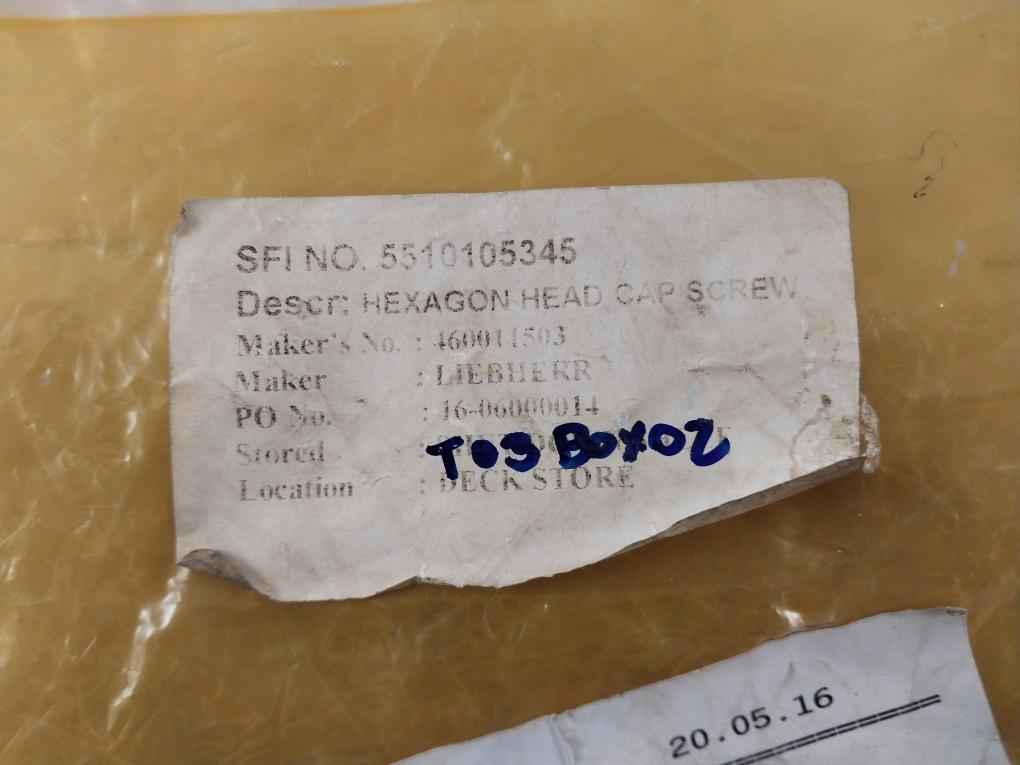 SFI NO. 5510105345
Descr: HEXAGON HEAD CAP SCREW
Maker's No. : 460011503
Maker : LIEBHERR
PO No. : 16-06000014
Stored : T03 BOX02
Location : DECK STORE
20.05.16